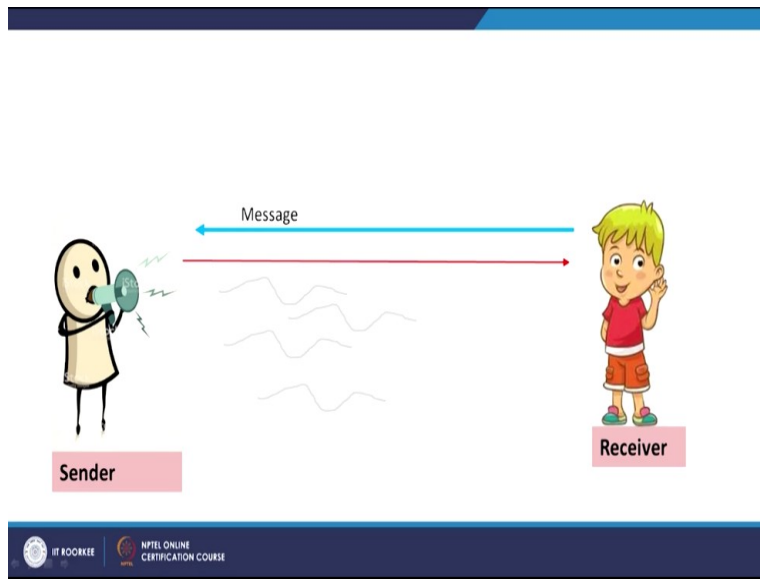 Message
Sender
Receiver
IIT ROORKEE
NPTEL ONLINE
CERTIFICATION COURSE